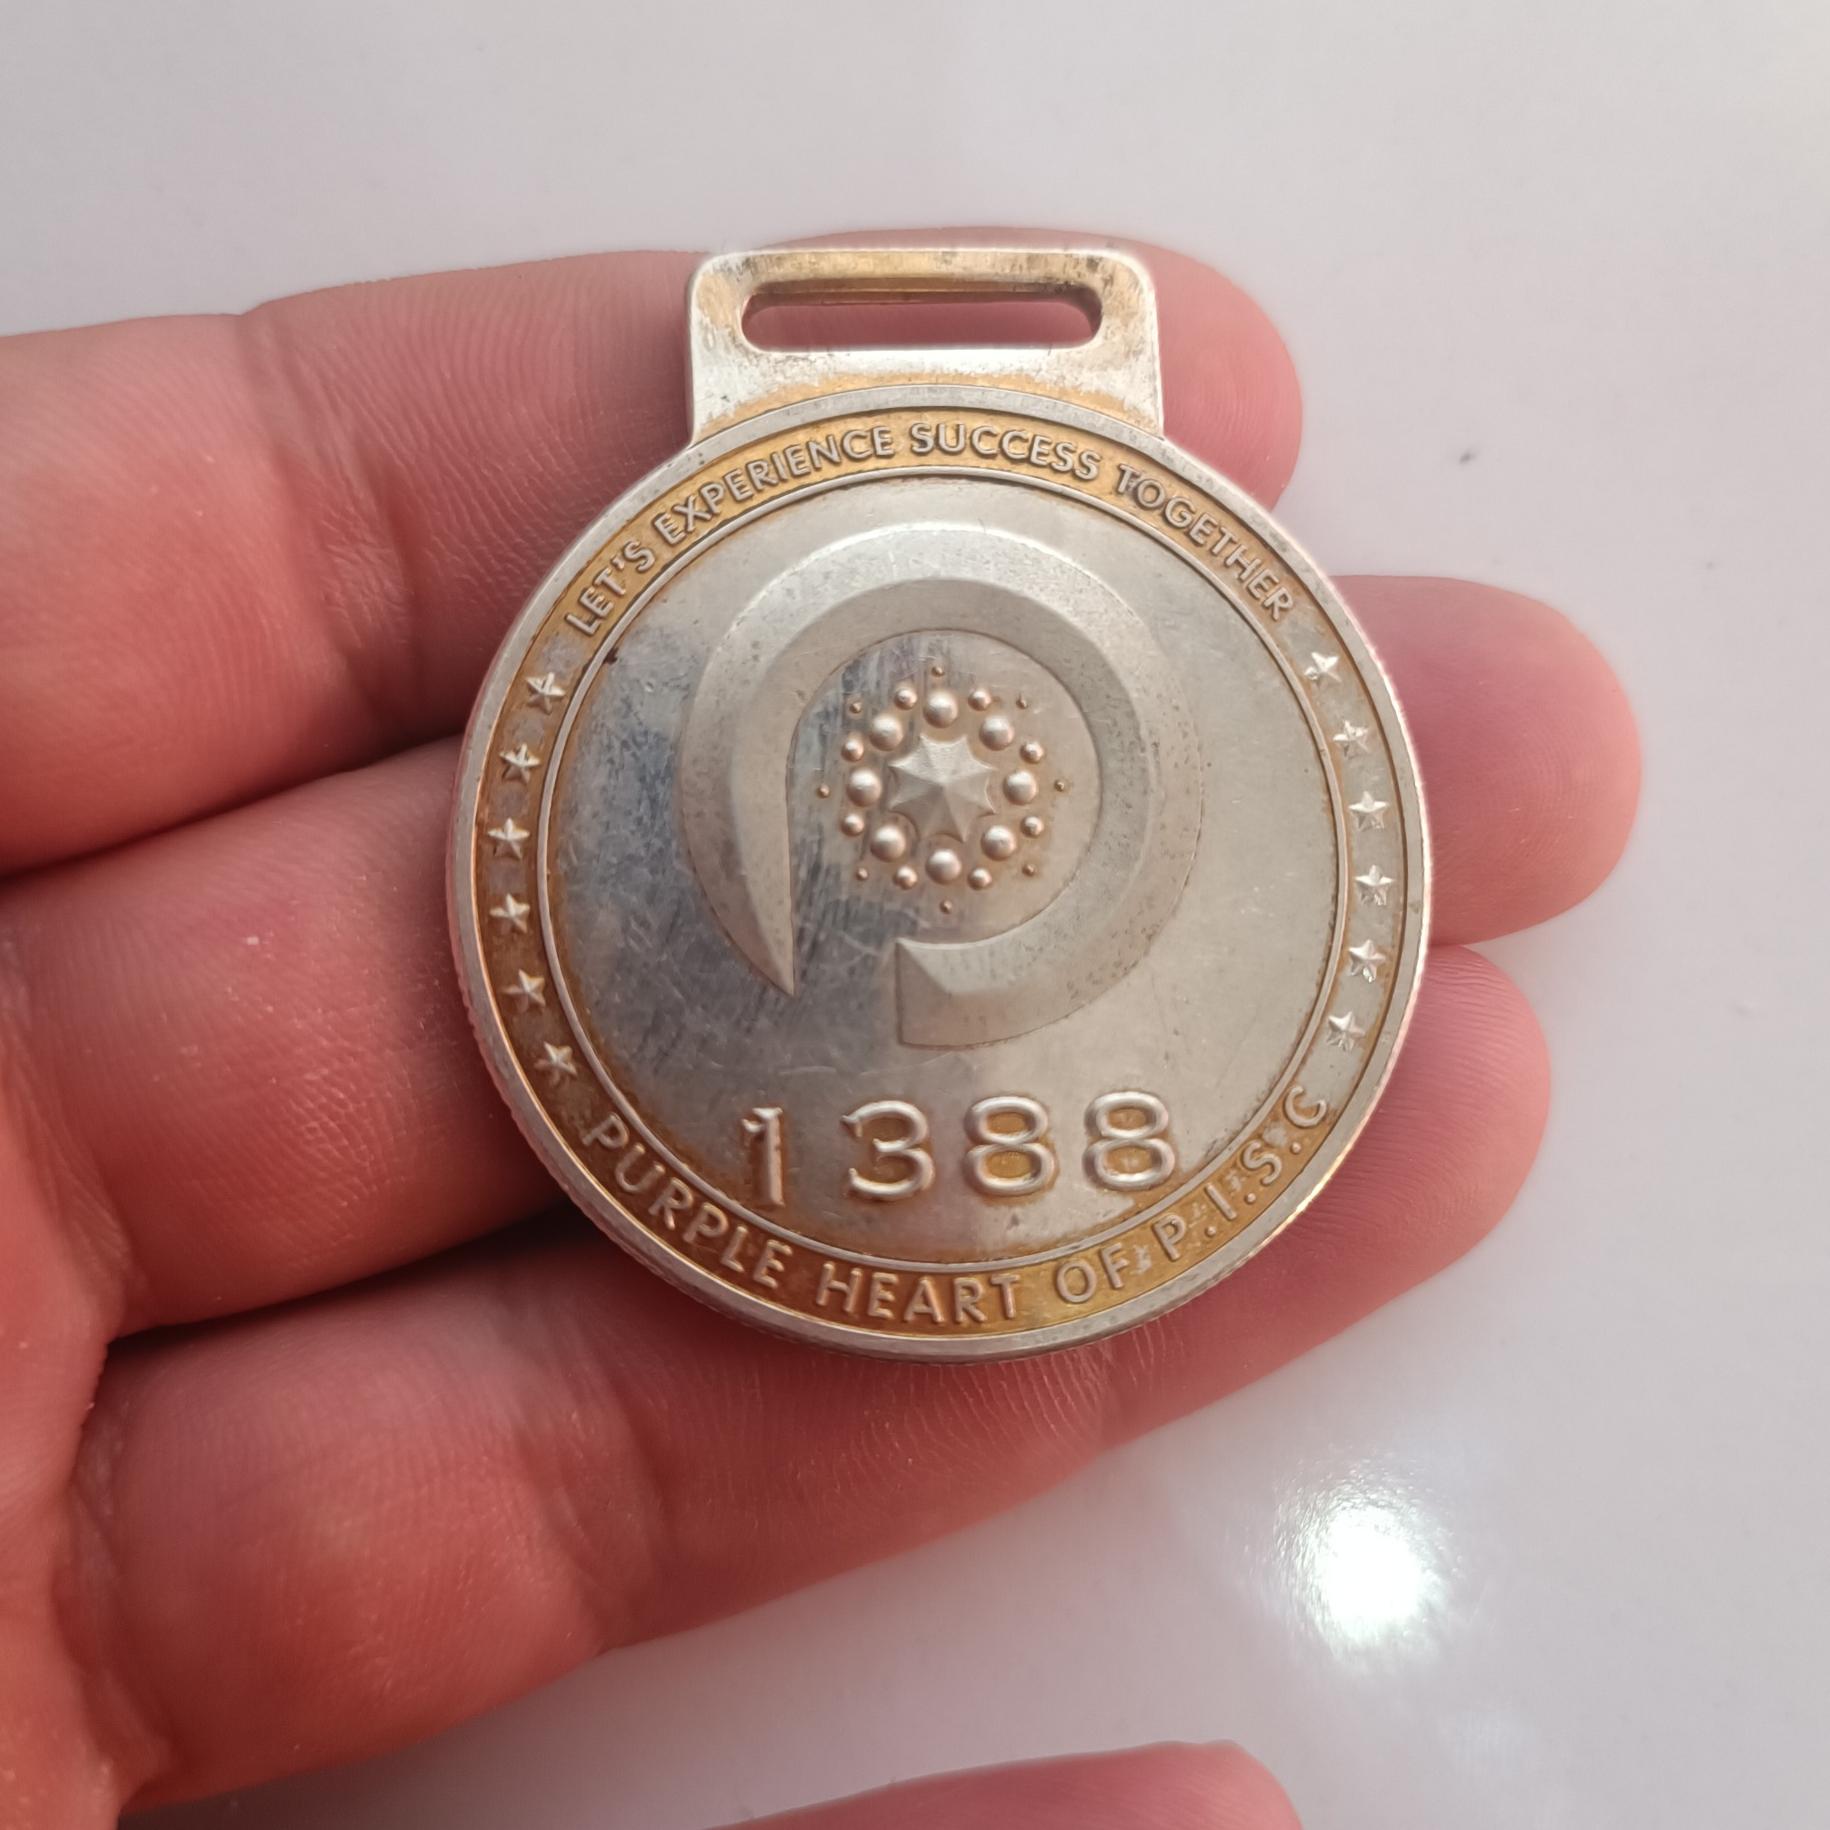 LET'S EXPERIENCE SUCCESS TOGETHER
1388
PURPLE HEART OF P.I.S.C